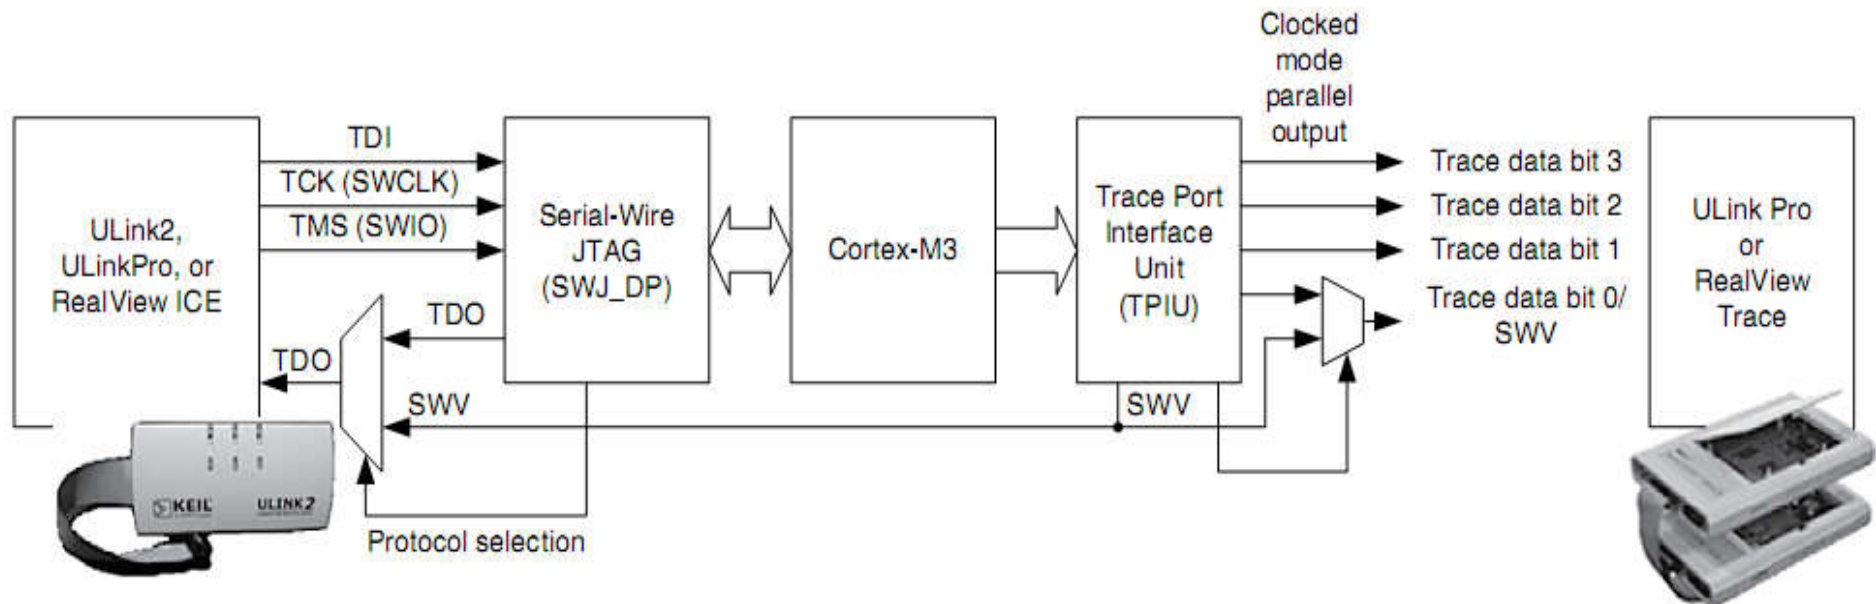 Clocked
mode
parallel
output
TDI
TCK (SWCLK)
TMS (SWIO)
ULink2,
ULinkPro, or
RealView ICE
Serial-Wire
JTAG
(SWJ_DP)
Cortex-M3
Trace Port
Interface
Unit
(TPIU)
Trace data bit 3
Trace data bit 2
Trace data bit 1
Trace data bit 0/
SWV
ULink Pro
or
RealView
Trace
TDO
TDO
SWV
SWV
Protocol selection
KEIL
ULINK2